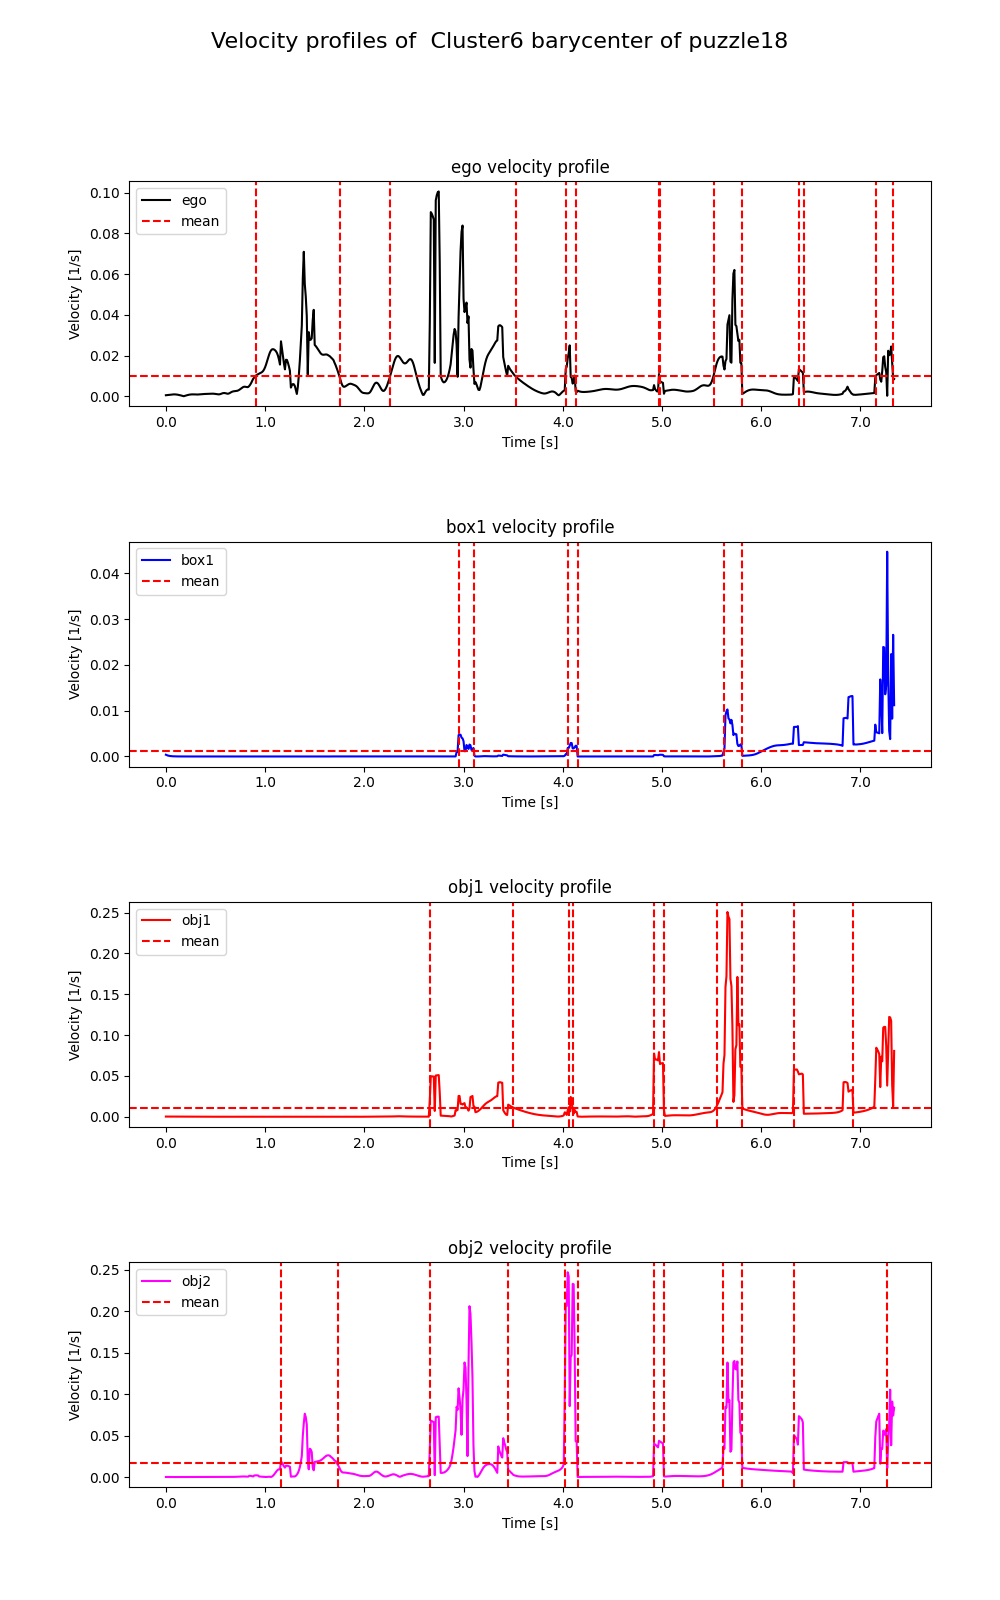 Velocity profiles of  Cluster6 barycenter of puzzle18
ego velocity profile
Velocity [1/s]
0.10
0.08
0.06
0.04
0.02
0.00
ego
mean
0.0 1.0 2.0 3.0 4.0 5.0 6.0 7.0
Time [s]
box1 velocity profile
Velocity [1/s]
0.04
0.03
0.02
0.01
0.00
box1
mean
0.0 1.0 2.0 3.0 4.0 5.0 6.0 7.0
Time [s]
obj1 velocity profile
Velocity [1/s]
0.25
0.20
0.15
0.10
0.05
0.00
obj1
mean
0.0 1.0 2.0 3.0 4.0 5.0 6.0 7.0
Time [s]
obj2 velocity profile
Velocity [1/s]
0.25
0.20
0.15
0.10
0.05
0.00
obj2
mean
0.0 1.0 2.0 3.0 4.0 5.0 6.0 7.0
Time [s]